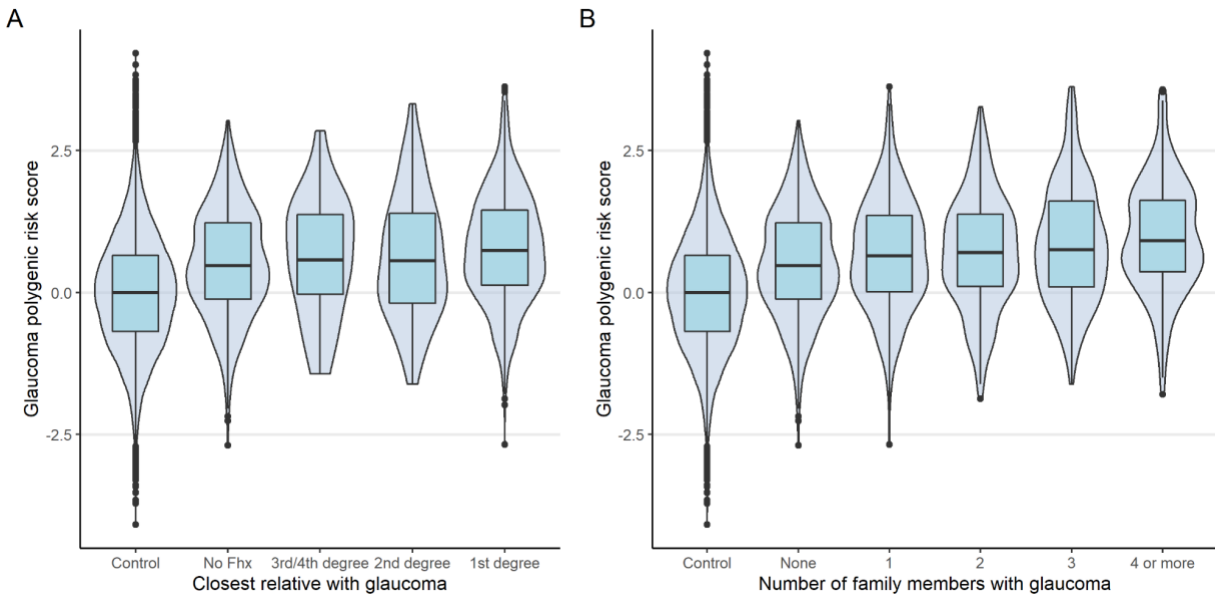 A
Glaucoma polygenic risk score
2.5
0.0
-2.5
Control No Fhx 3rd/4th degree 2nd degree 1st degree
Closest relative with glaucoma
B
Glaucoma polygenic risk score
2.5
0.0
-2.5
Control None 1 2 3 4 or more
Number of family members with glaucoma